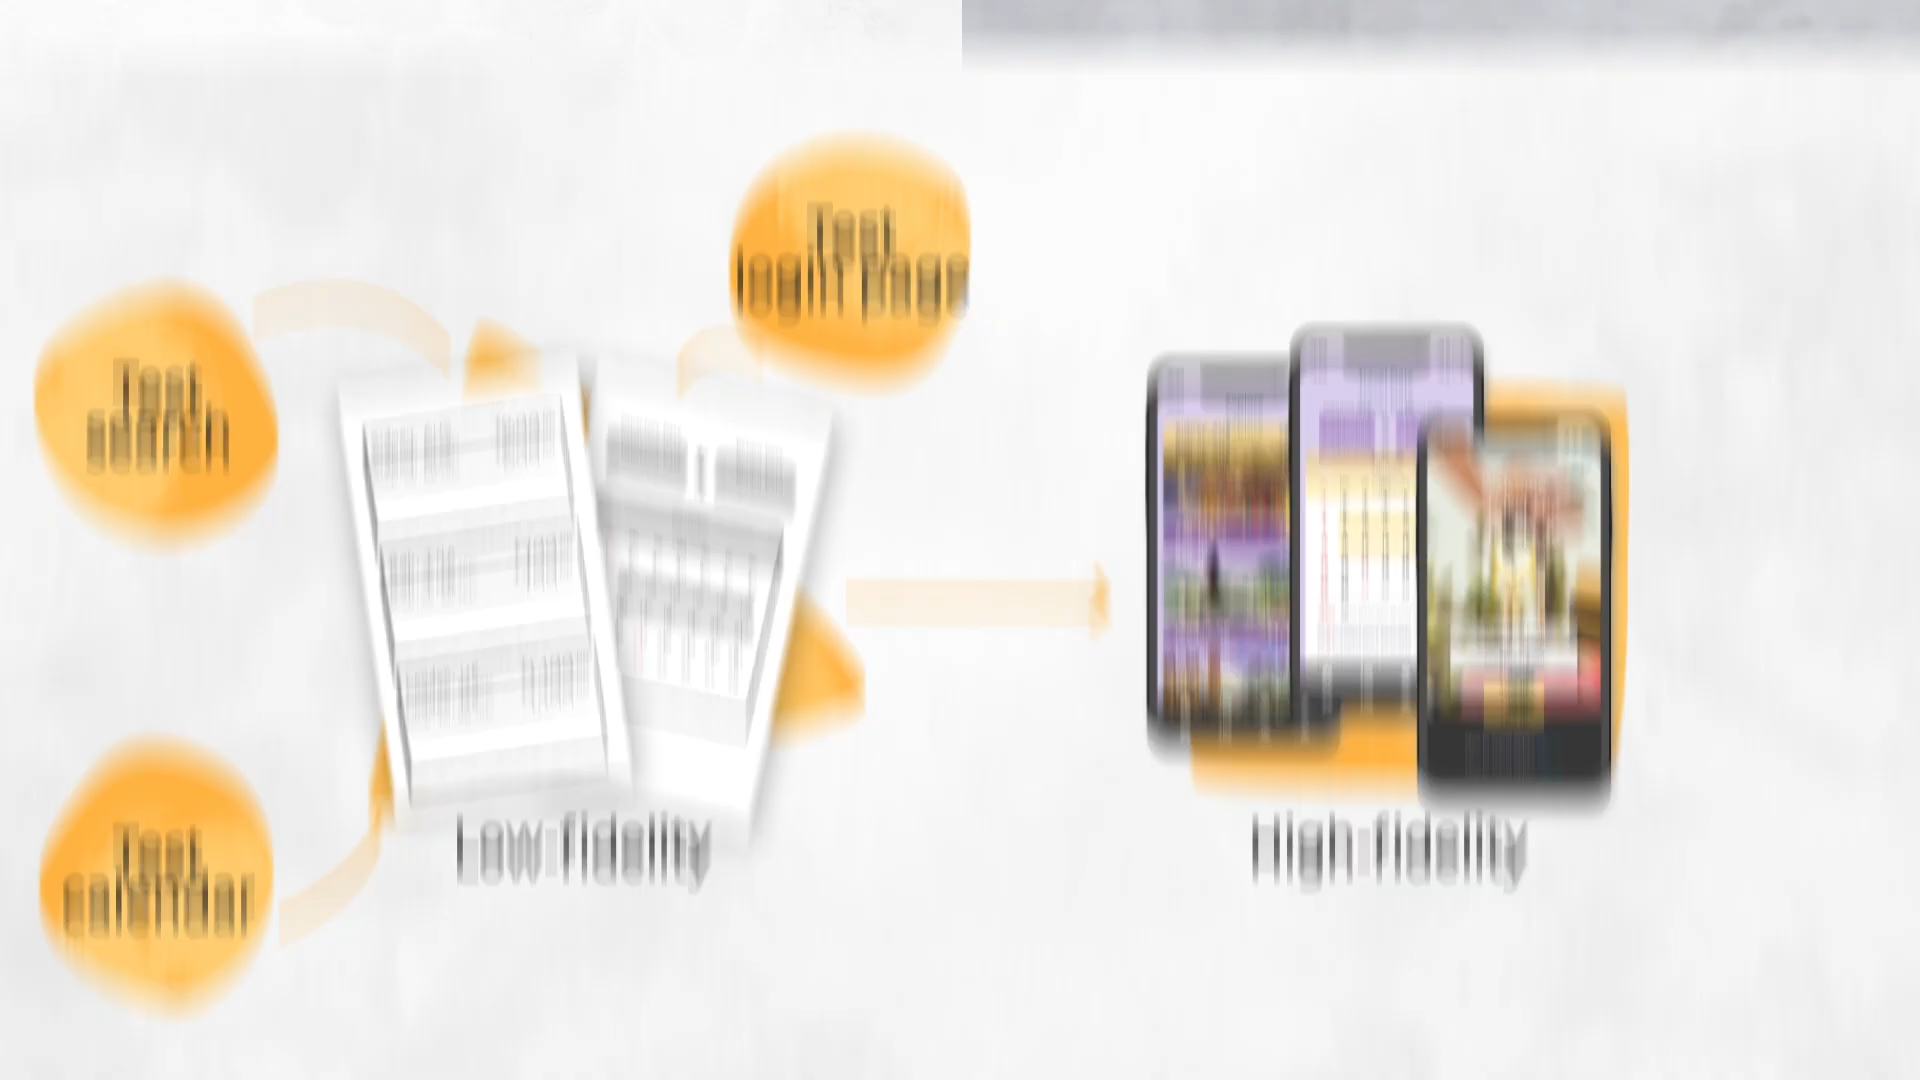 Test
login page
Test
search
Test
calendar
Low-fidelity
High-fidelity